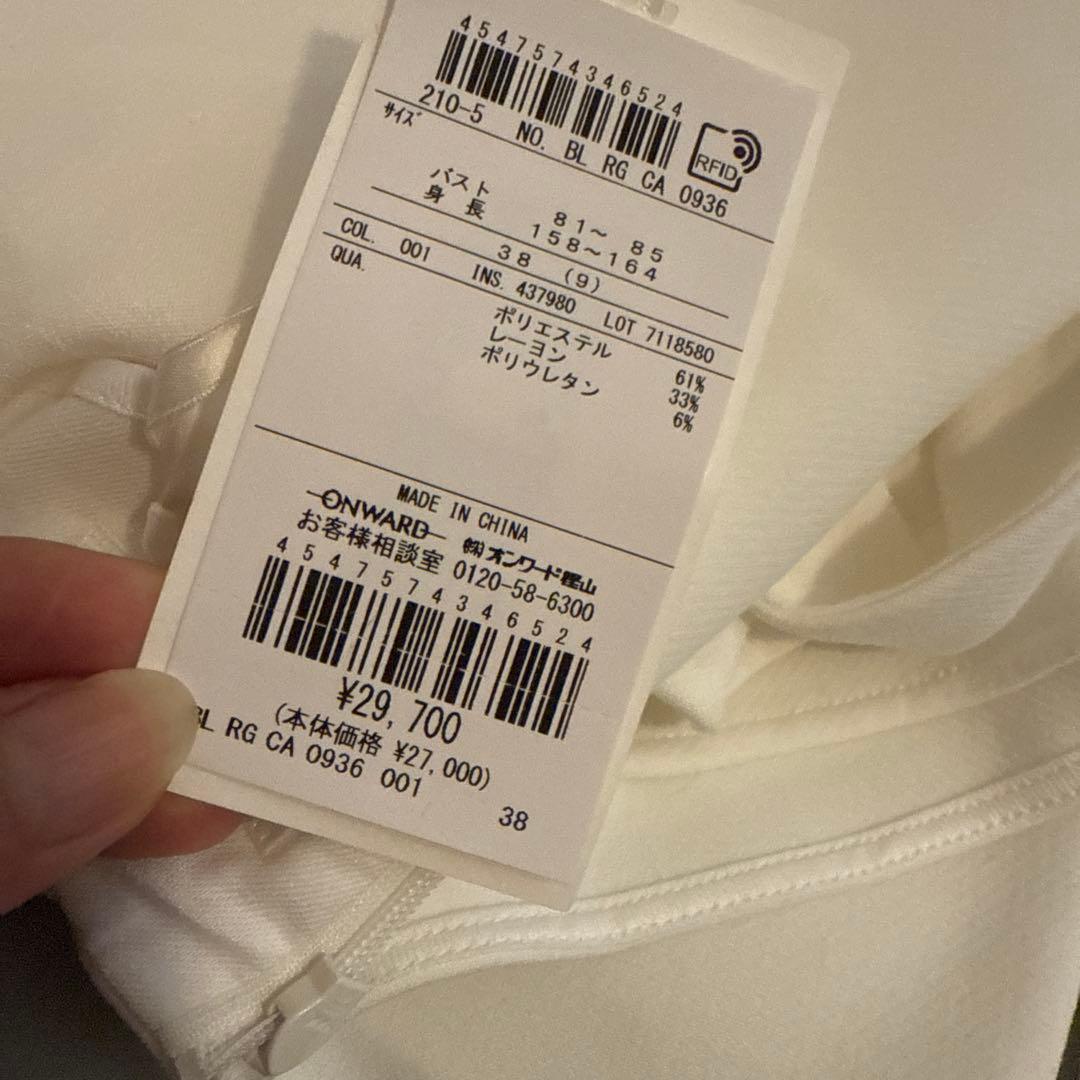 4547574346524
210-5 NO. BL RG CA 0936
RFID
サイズ
バスト 81～ 85
身長 158～164
38 (9)
COL. 001 INS. 437980 LOT 7118580
QUA.
ポリエステル 61%
レーヨン 33%
ポリウレタン 6%
MADE IN CHINA
ONWARD ㈱オンワード樫山
お客様相談室 0120-58-6300
4547574346524
¥29,700
(本体価格 ¥27,000)
BL RG CA 0936 001
38